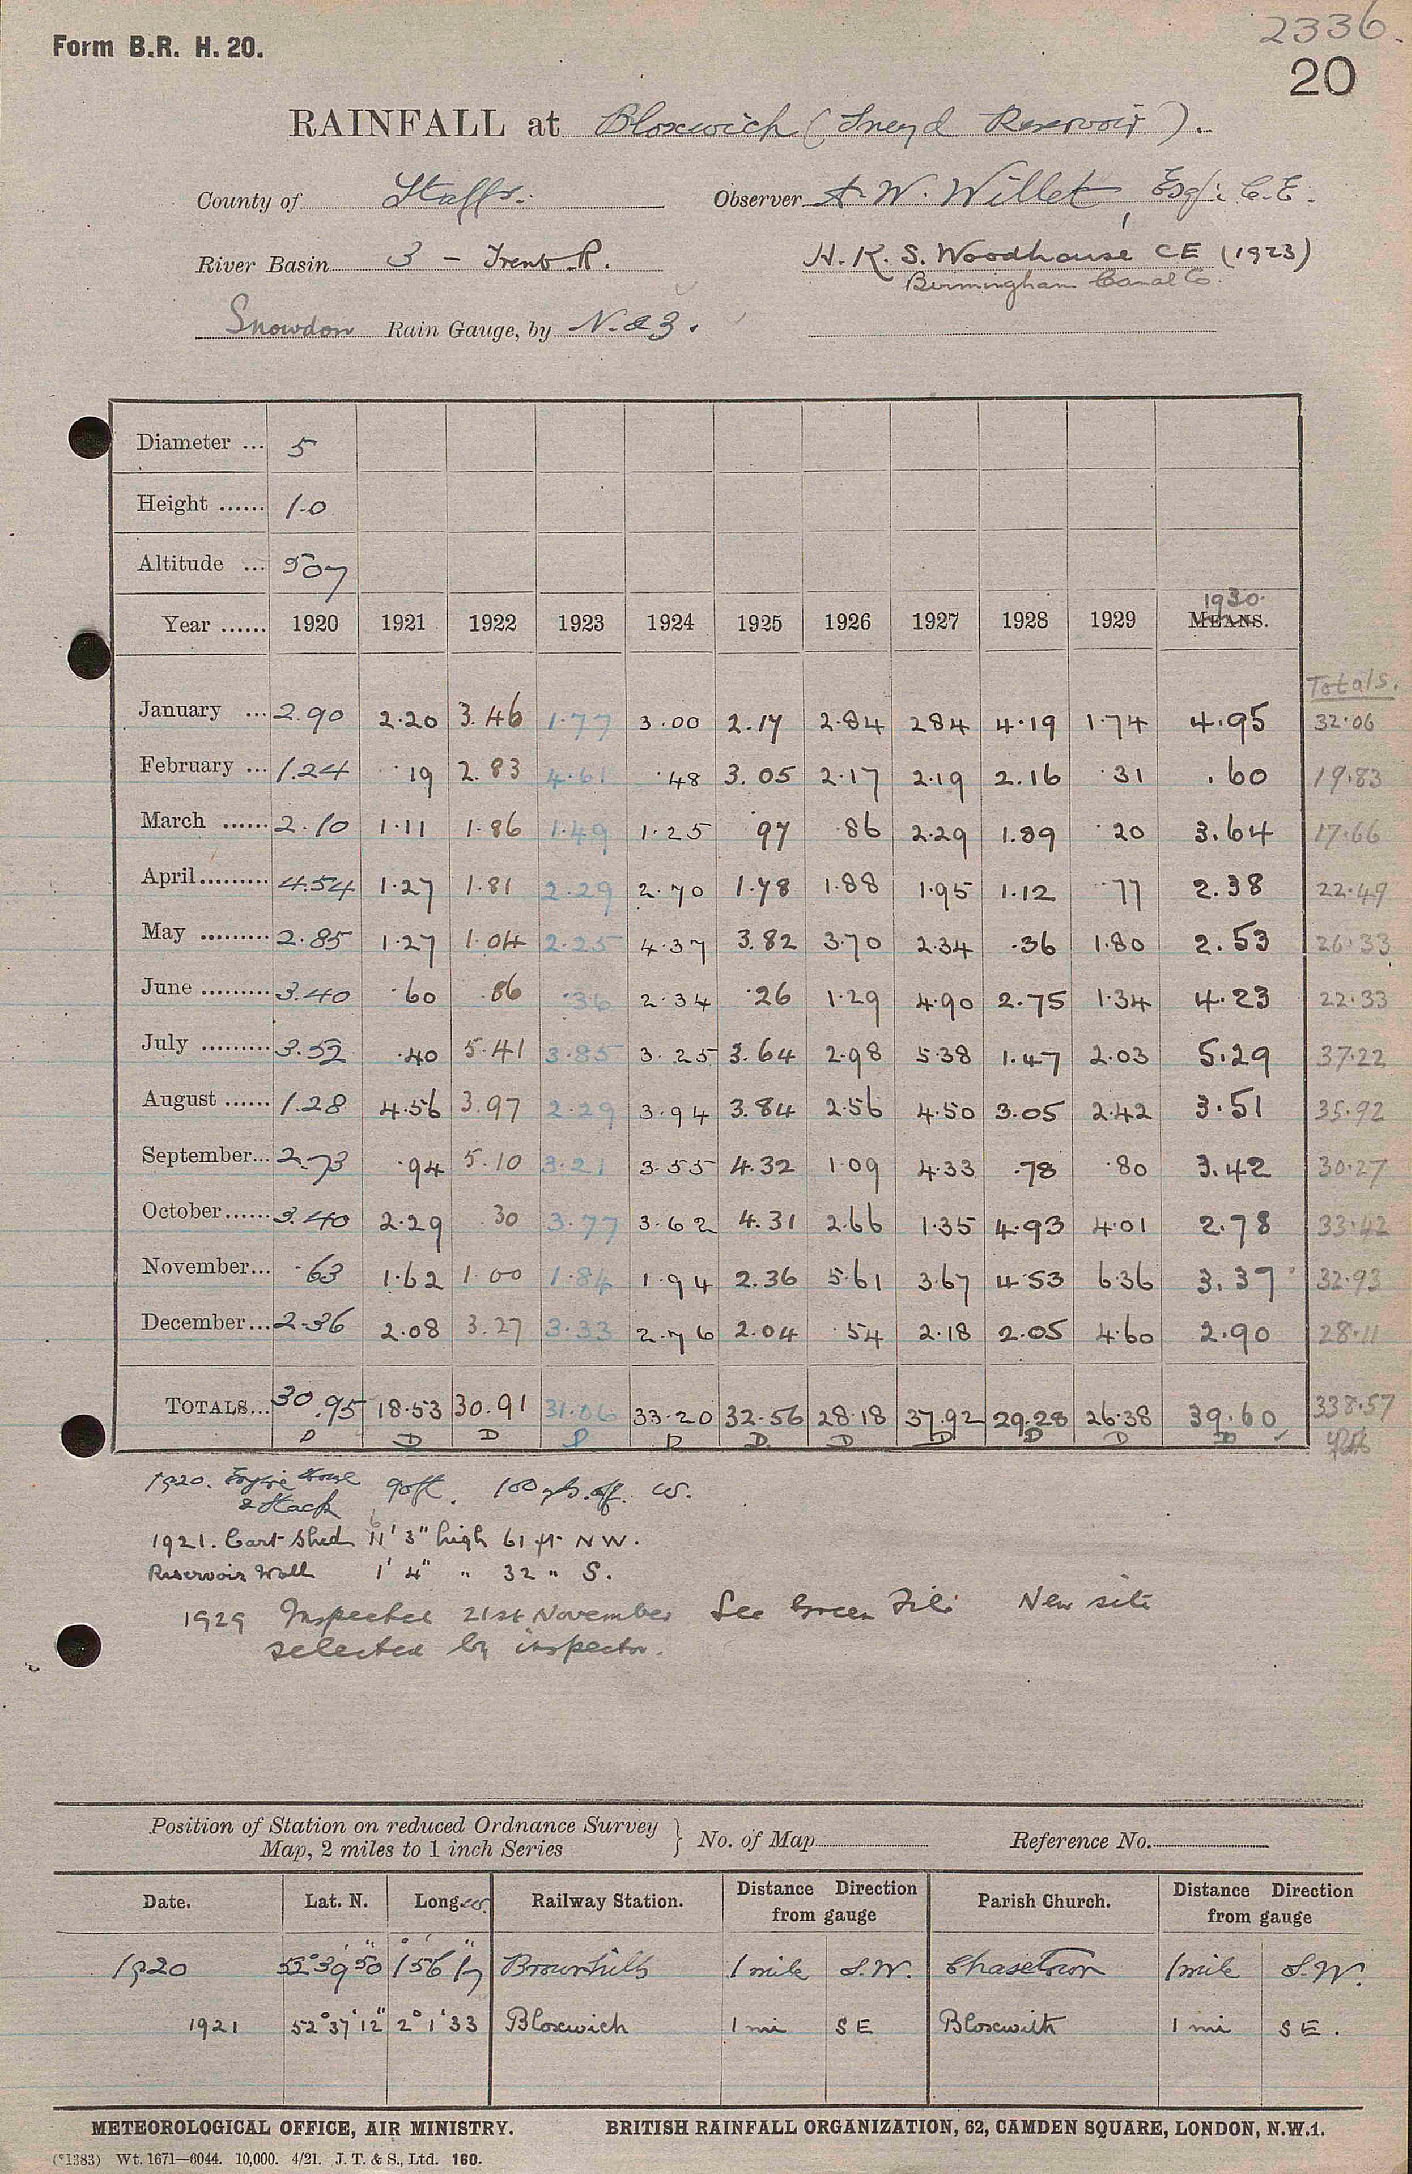 2336.
Form B.R. H. 20.
20
RAINFALL at Bloxwich (Sneyd Reservoir).
County of Staffs. Observer A. W. Willet, Esq: C.E.
River Basin 3 - Trent R. H. K. S. Woodhouse CE (1923)
Birmingham Canal Co.
Snowdon Rain Gauge, by N. & Z.
Diameter ... 5
Height ...... 1.0
Altitude ... 507
1930.
Year ...... 1920 1921 1922 1923 1924 1925 1926 1927 1928 1929 MEANS.
Totals.
January ... 2.90 2.20 3.46 1.77 3.00 2.17 2.84 2.84 4.19 1.74 4.95 32.06
February ... 1.24 .19 2.83 4.61 .48 3.05 2.17 2.19 2.16 .31 .60 19.83
March ...... 2.10 1.11 1.86 1.49 1.25 .97 .86 2.29 1.89 .20 3.64 17.66
April ......... 4.54 1.27 1.81 2.29 2.70 1.78 1.88 1.95 1.12 .77 2.38 22.49
May ......... 2.85 1.27 1.04 2.25 4.37 3.82 3.70 2.34 .36 1.80 2.53 26.33
June ......... 3.40 .60 .86 .36 2.34 .26 1.29 4.90 2.75 1.34 4.23 22.33
July ......... 3.52 .40 5.41 3.85 3.25 3.64 2.98 5.38 1.47 2.03 5.29 37.22
August ...... 1.28 4.56 3.97 2.29 3.94 3.84 2.56 4.50 3.05 2.42 3.51 35.92
September... 2.73 .94 5.10 3.21 3.55 4.32 1.09 4.33 .78 .80 3.42 30.27
October ...... 3.40 2.29 .30 3.77 3.62 4.31 2.66 1.35 4.93 4.01 2.78 33.42
November... .63 1.62 1.00 1.84 1.94 2.36 5.61 3.67 4.53 6.36 3.37 32.93
December... 2.36 2.08 3.27 3.33 2.76 2.04 .54 2.18 2.05 4.60 2.90 28.11
TOTALS... 30.95 18.53 30.91 31.06 33.20 32.56 28.18 37.92 29.28 26.38 39.60 338.57
D D D D D D D D D D D
1920. Engine House 90ft. 100 yds. off. W.
& Stack
1921. Cart Shed 11' 3" high 61 ft NW.
Reservoir Wall 1' 4" " 32 " S.
1929 Inspected 21st November See Green File New site
selected by inspector.
Position of Station on reduced Ordnance Survey
Map, 2 miles to 1 inch Series } No. of Map Reference No.
Date. Lat. N. Long. W. Railway Station. Distance Direction from gauge Parish Church. Distance Direction from gauge
1920 52° 39' 50" 1° 56' 17" Brownhills 1 mile S.W. Chasetown 1 mile S.W.
1921 52° 37' 12" 2° 1' 33 Bloxwich 1 mi SE Bloxwith 1 mi SE.
METEOROLOGICAL OFFICE, AIR MINISTRY. BRITISH RAINFALL ORGANIZATION, 62, CAMDEN SQUARE, LONDON, N.W.1.
(*1383) Wt. 1671—6044. 10,000. 4/21. J. T. & S., Ltd. 160.